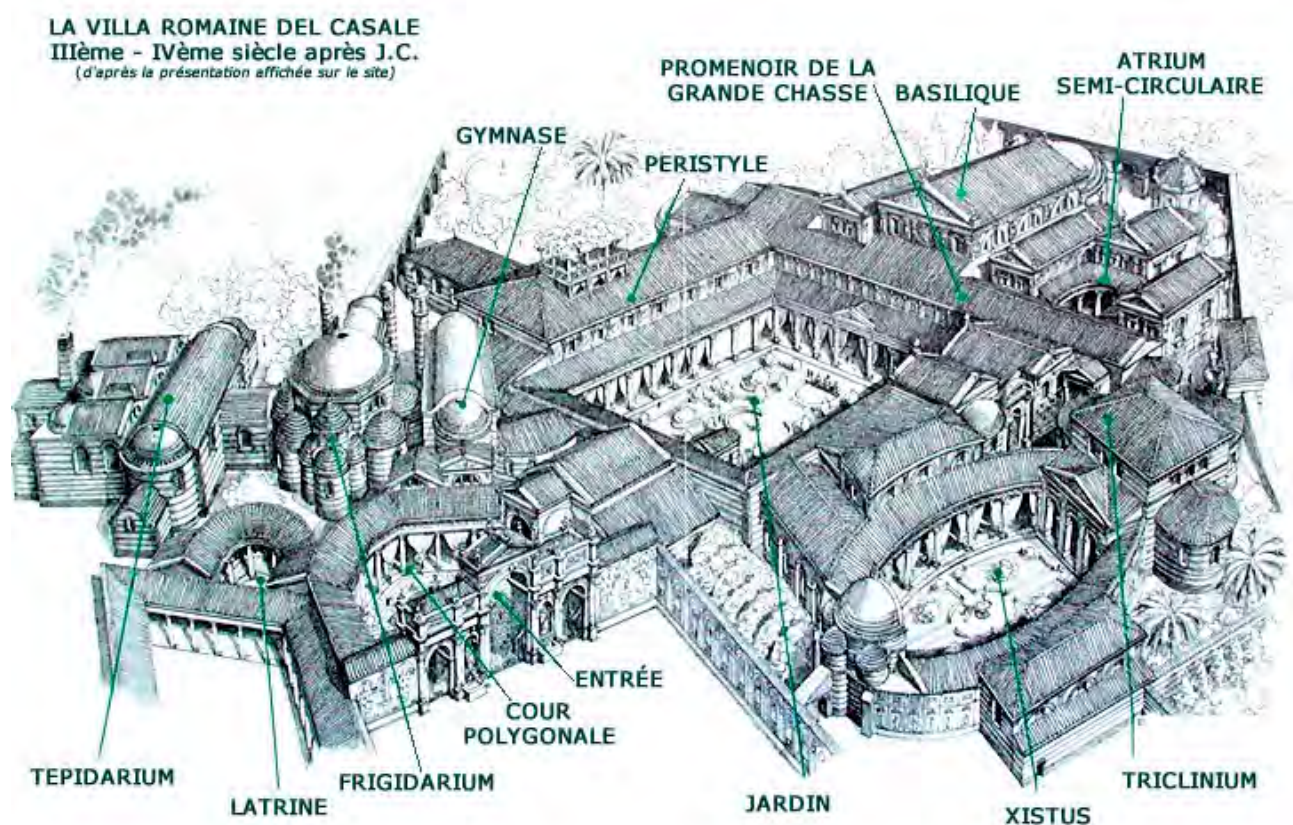 LA VILLA ROMAINE DEL CASALE
IIIème - IVème siècle après J.C.
(d'après la présentation affichée sur le site)
PROMENOIR DE LA
GRANDE CHASSE
BASILIQUE
ATRIUM
SEMI-CIRCULAIRE
GYMNASE
PERISTYLE
ENTRÉE
COUR
POLYGONALE
TEPIDARIUM
LATRINE
FRIGIDARIUM
JARDIN
XISTUS
TRICLINIUM